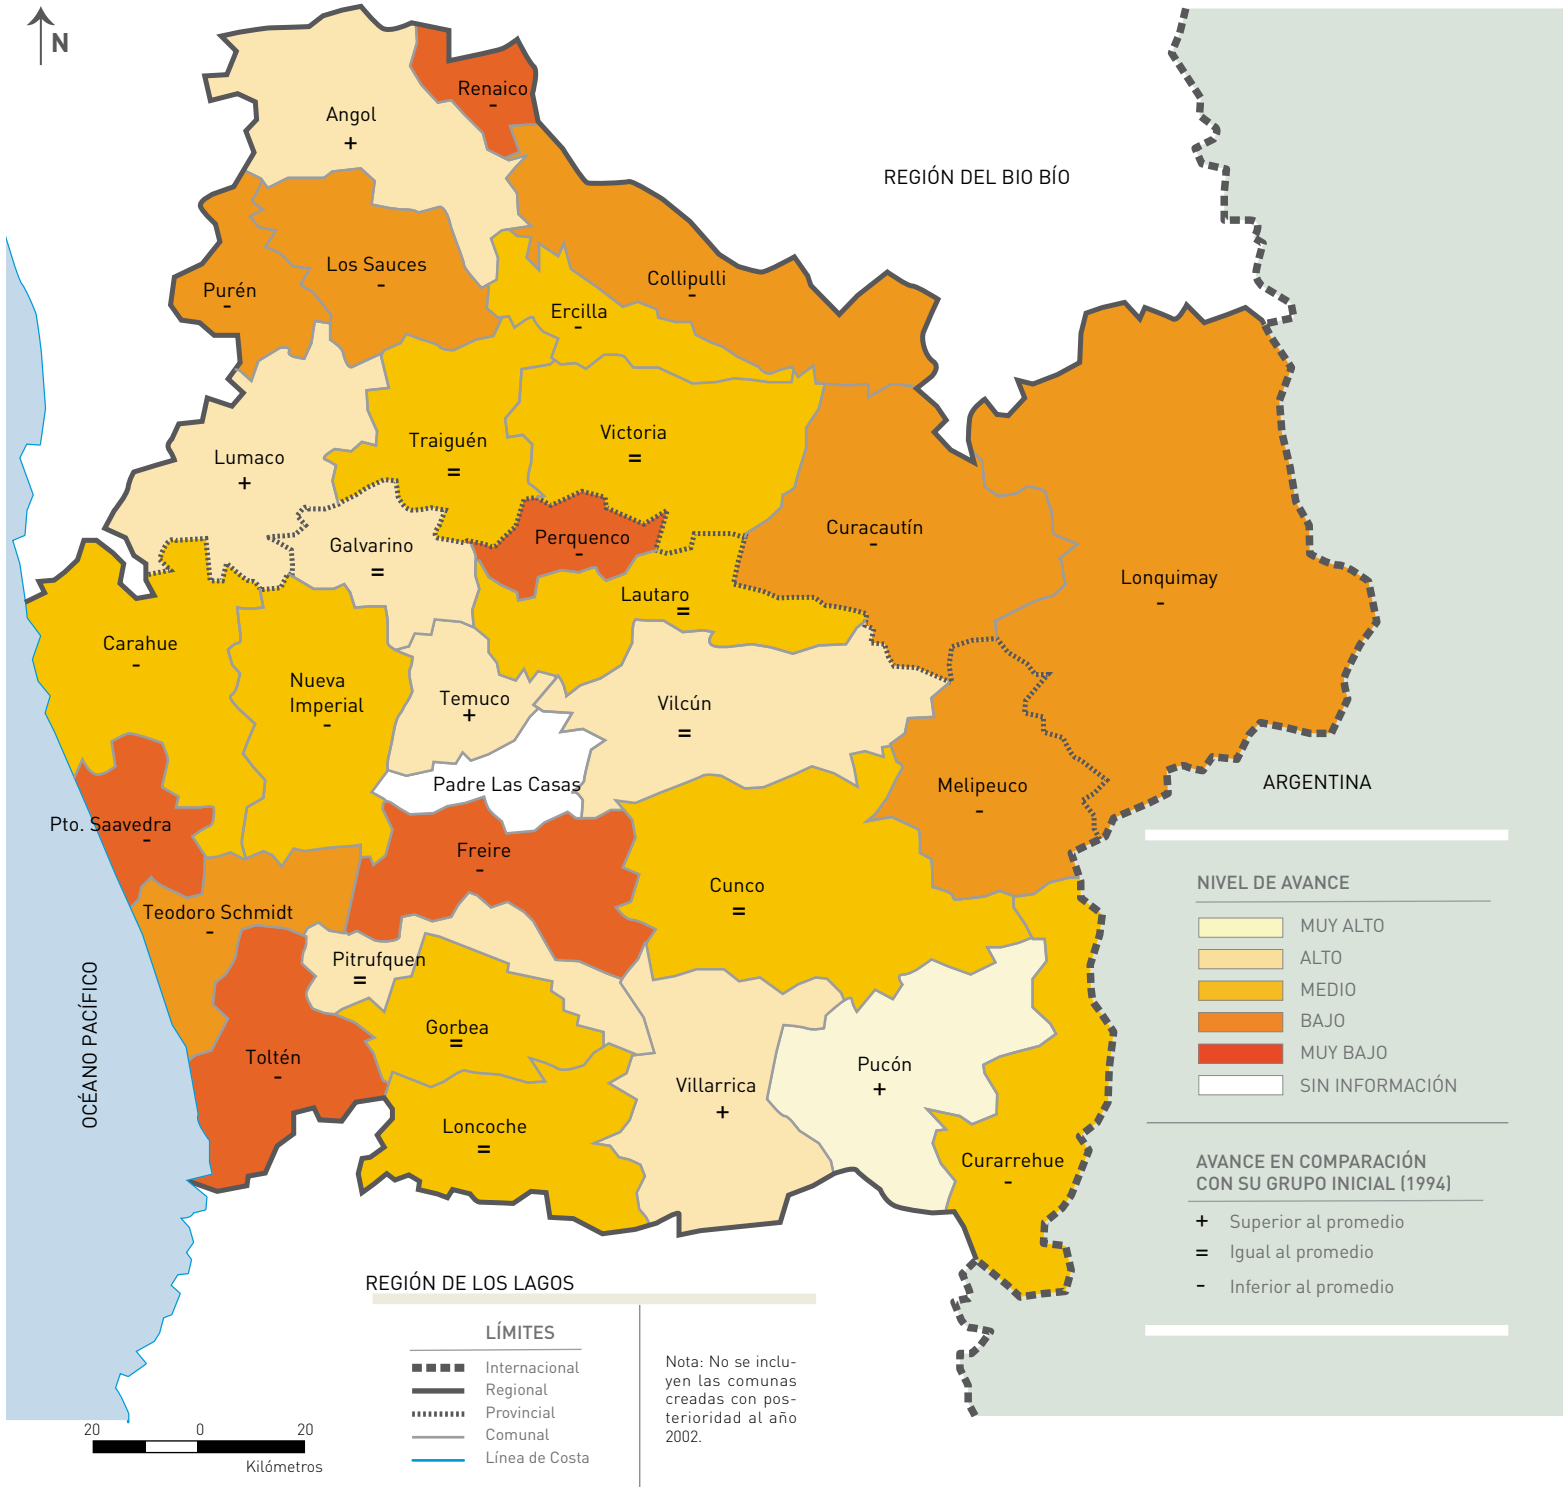 N
Renaico
-
Angol
+
REGIÓN DEL BIO BÍO
Los Sauces
-
Purén
-
Collipulli
-
Ercilla
-
Traiguén
=
Victoria
=
Lumaco
+
Curacautín
-
Perquenco
-
Galvarino
=
Lonquimay
-
Lautaro
=
Carahue
-
Nueva
Imperial
-
Temuco
+
Vilcún
=
Padre Las Casas
Melipeuco
-
ARGENTINA
Pto. Saavedra
-
Freire
-
Cunco
=
Teodoro Schmidt
-
Pitrufquen
=
OCÉANO PACÍFICO
Gorbea
=
Toltén
-
Pucón
+
Villarrica
+
Loncoche
=
Curarrehue
-
REGIÓN DE LOS LAGOS
NIVEL DE AVANCE
MUY ALTO
ALTO
MEDIO
BAJO
MUY BAJO
SIN INFORMACIÓN
AVANCE EN COMPARACIÓN
CON SU GRUPO INICIAL (1994)
+ Superior al promedio
= Igual al promedio
- Inferior al promedio
LÍMITES
Internacional
Regional
Provincial
Comunal
Línea de Costa
Nota: No se inclu-
yen las comunas
creadas con pos-
terioridad al año
2002.
20 0 20
Kilómetros